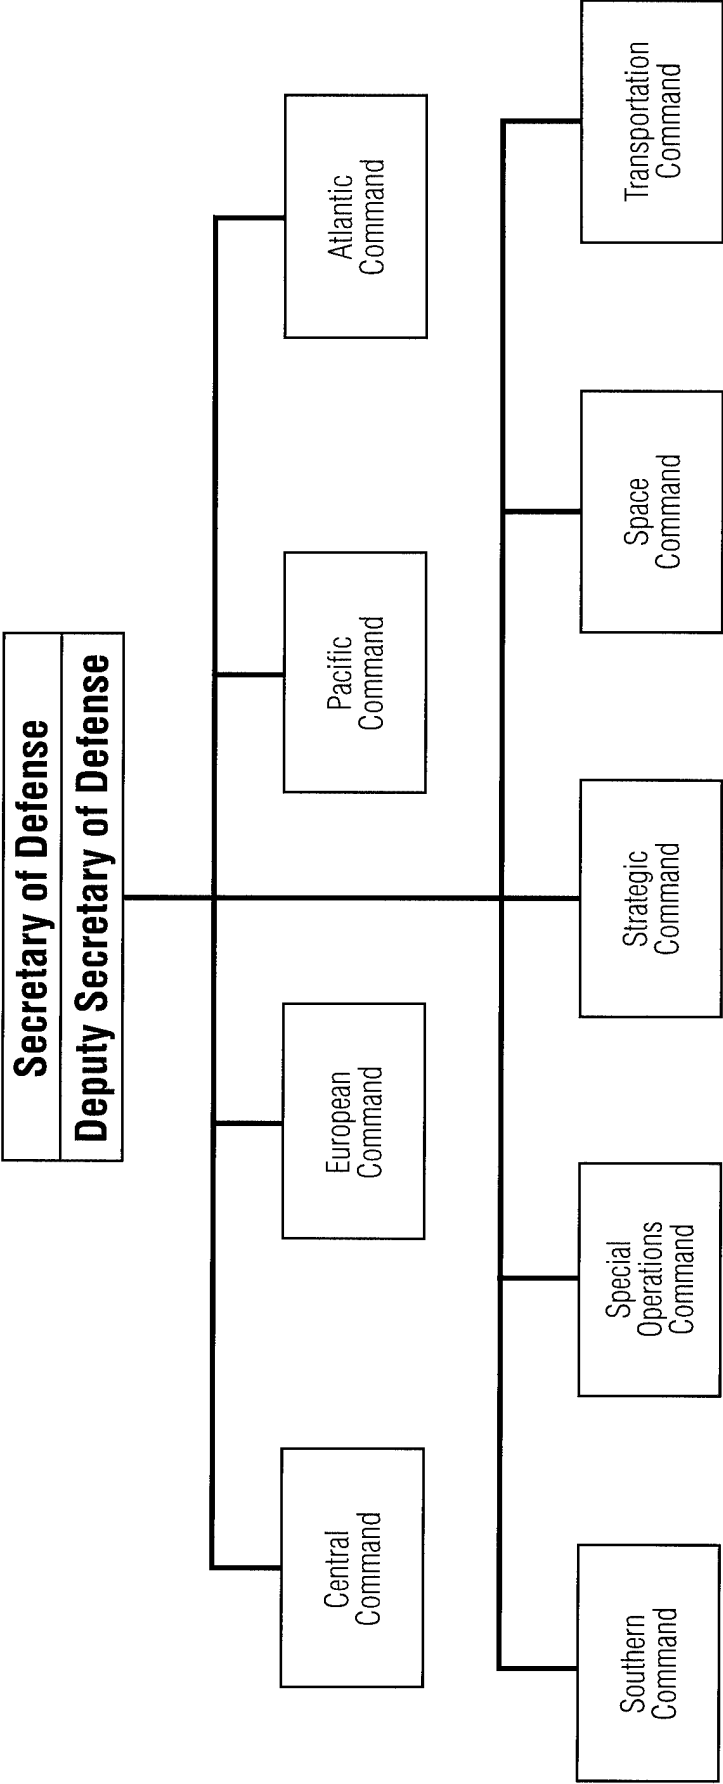 Secretary of Defense
Deputy Secretary of Defense
Central
Command
European
Command
Pacific
Command
Atlantic
Command
Southern
Command
Special
Operations
Command
Strategic
Command
Space
Command
Transportation
Command